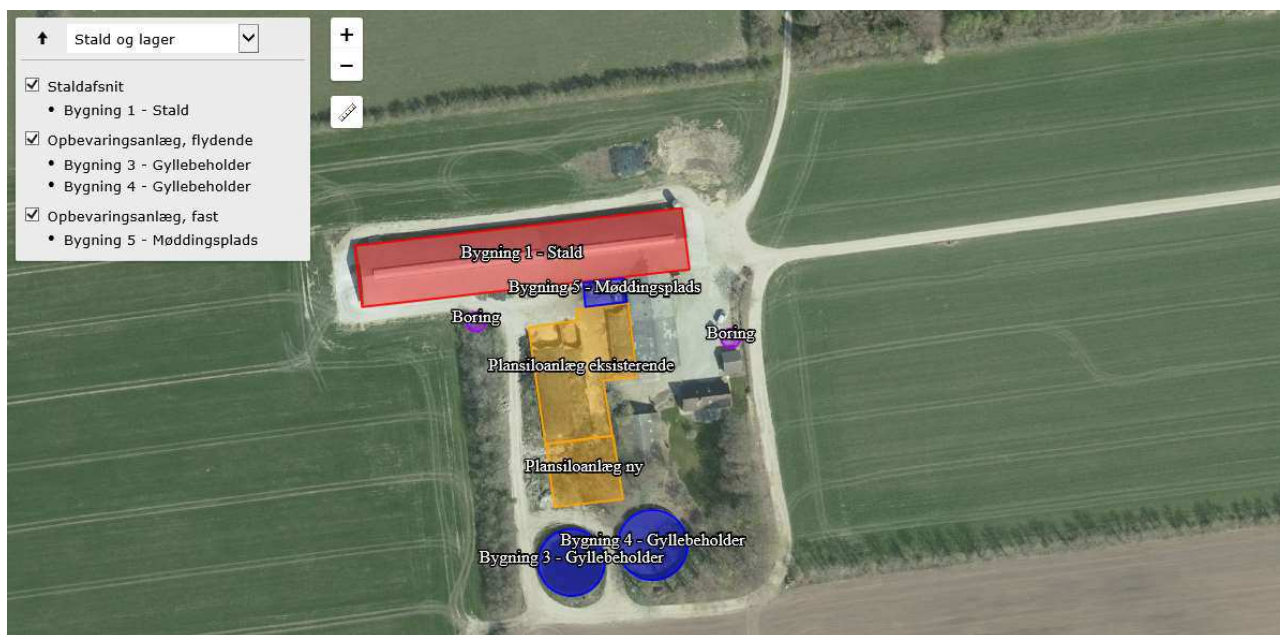 Stald og lager
Staldafsnit
• Bygning 1 - Stald
Opbevaringsanlæg, flydende
• Bygning 3 - Gyllebeholder
• Bygning 4 - Gyllebeholder
Opbevaringsanlæg, fast
• Bygning 5 - Møddingsplads
+
−
Bygning 1 - Stald
Bygning 5 - Møddingsplads
Boring
Boring
Plansiloanlæg eksisterende
Plansiloanlæg ny
Bygning 4 - Gyllebeholder
Bygning 3 - Gyllebeholder